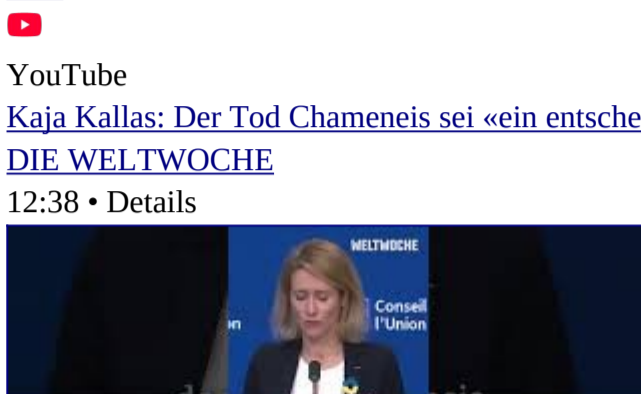 YouTube
Kaja Kallas: Der Tod Chameneis sei «ein entsche
DIE WELTWOCHE
12:38 • Details
WELTWOCHE
Conseil
on l'Union